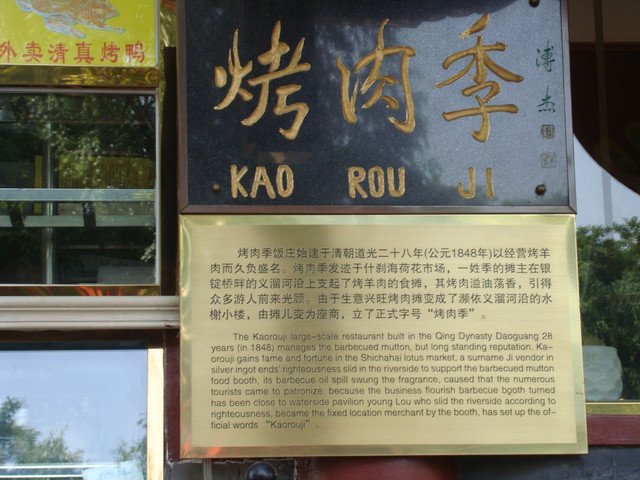 外卖清真烤鸭
烤肉季
溥杰
KAO ROU JI
烤肉季饭庄始建于清朝道光二十八年(公元1848年)以经营烤羊
肉而久负盛名。烤肉季发迹于什刹海荷花市场，一姓季的摊主在银
锭桥畔的义溜河沿上支起了烤羊肉的食摊，其烤肉溢油荡香，引得
众多游人前来光顾。由于生意兴旺烤肉摊变成了濒依义溜河沿的水
榭小楼，由摊儿变为座商，立了正式字号“烤肉季”。
The Kaorouji large-scale restaurant built in the Qing Dynasty Daoguang 28
years (in 1848) manages the barbecued mutton, but long standing reputation. Ka-
orouji gains fame and fortune in the Shichahai lotus market, a surname Ji vendor in
silver ingot ends' righteousness slid in the riverside to support the barbecued mutton
food booth, its barbecue oil spill swung the fragrance, caused that the numerous
tourists came to patronize, because the business flourish barbecue booth turned
has been close to waterside pavilion young Lou who slid the riverside according to
righteousness, became the fixed location merchant by the booth, has set up the of-
ficial words “Kaorouji”。